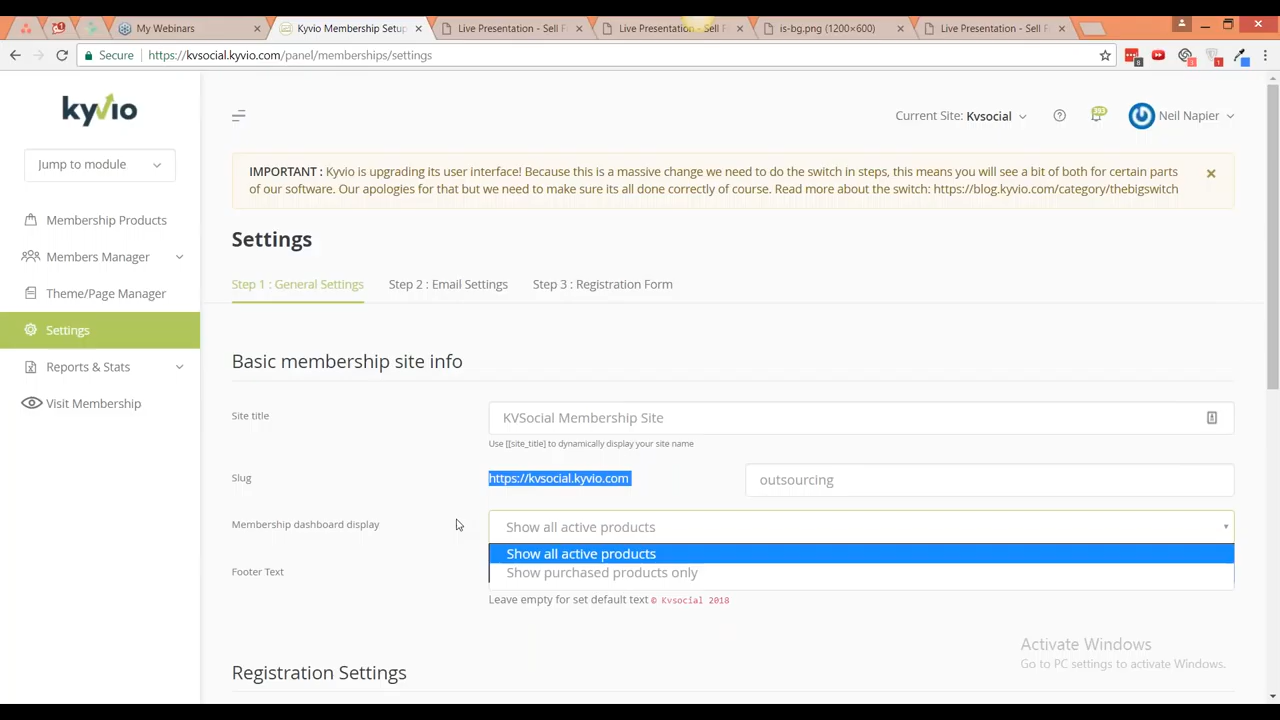 My Webinars
Kyvio Membership Setup
Live Presentation - Sell F
Live Presentation - Sell F
is-bg.png (1200×600)
Live Presentation - Sell F
Secure
https://kvsocial.kyvio.com/panel/memberships/settings
kyvio
Current Site: Kvsocial
Neil Napier
Jump to module
Membership Products
Members Manager
Theme/Page Manager
Settings
Reports & Stats
Visit Membership
IMPORTANT : Kyvio is upgrading its user interface! Because this is a massive change we need to do the switch in steps, this means you will see a bit of both for certain parts
of our software. Our apologies for that but we need to make sure its all done correctly of course. Read more about the switch: https://blog.kyvio.com/category/thebigswitch
Settings
Step 1 : General Settings
Step 2 : Email Settings
Step 3 : Registration Form
Basic membership site info
Site title
KVSocial Membership Site
Use [[site_title] to dynamically display your site name
Slug
https://kvsocial.kyvio.com
outsourcing
Membership dashboard display
Show all active products
Show all active products
Show purchased products only
Footer Text
Leave empty for set default text © Kvsocial 2018
Registration Settings
Activate Windows
Go to PC settings to activate Windows.